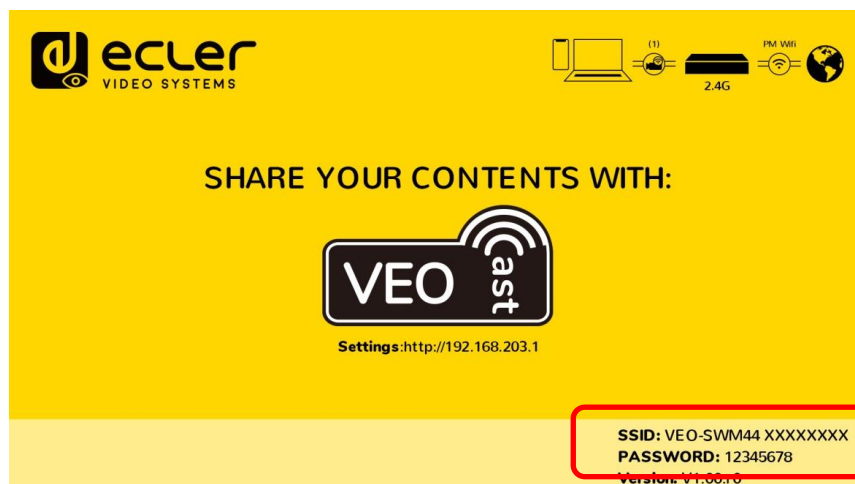 ecler
VIDEO SYSTEMS
(1)
PM Wifi
2.4G
SHARE YOUR CONTENTS WITH:
VEO
Cast
Settings:http://192.168.203.1
SSID: VEO-SWM44 XXXXXXXX
PASSWORD: 12345678
Version: